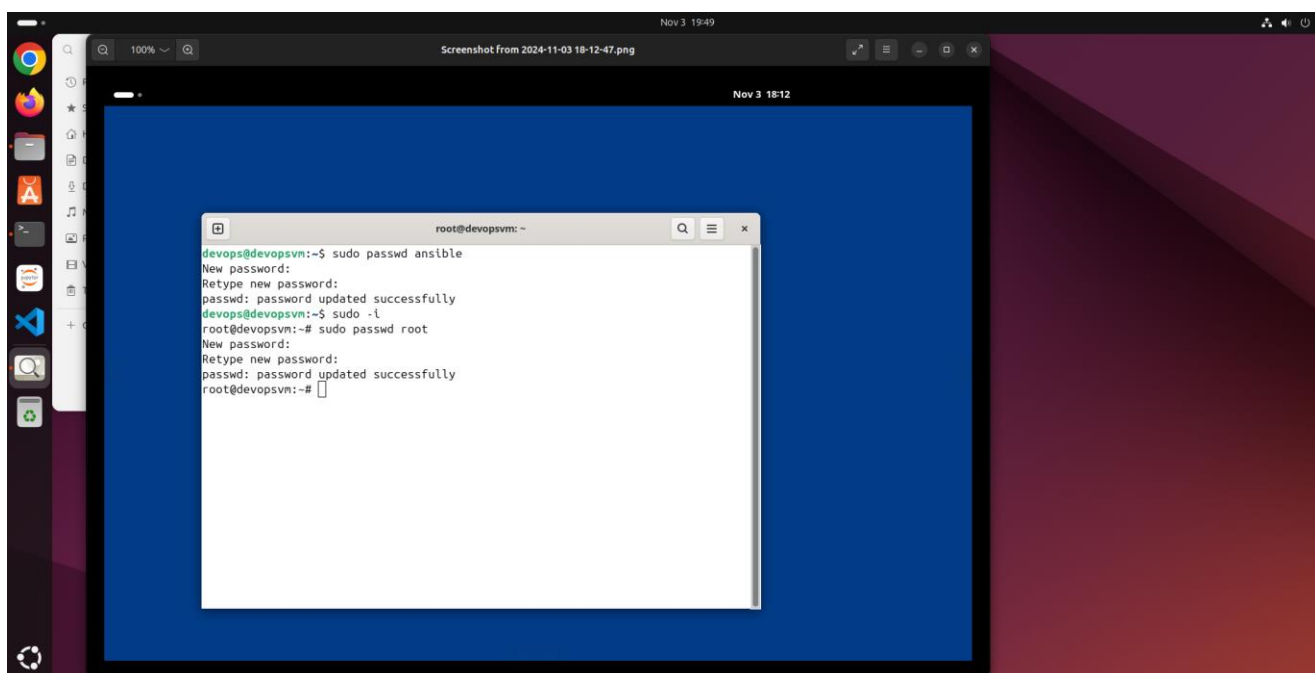 Nov 3 19:49
100%
Screenshot from 2024-11-03 18-12-47.png
Nov 3 18:12
root@devopsvm: ~
devops@devopsvm:~$ sudo passwd ansible
New password:
Retype new password:
passwd: password updated successfully
devops@devopsvm:~$ sudo -i
root@devopsvm:~# sudo passwd root
New password:
Retype new password:
passwd: password updated successfully
root@devopsvm:~#